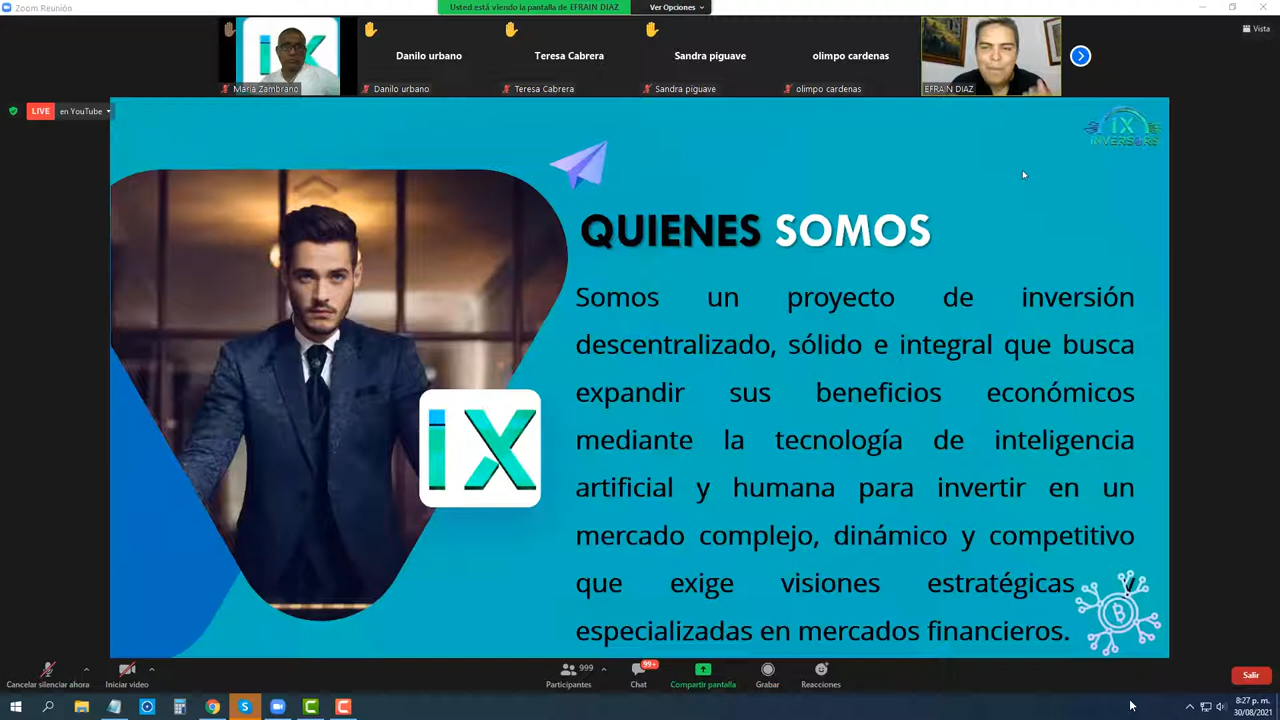 Zoom Reunión
Usted está viendo la pantalla de EFRAIN DIAZ
Ver Opciones
Vista
iX
Danilo urbano
Teresa Cabrera
Sandra piguave
olimpo cardenas
Maria Zambrano
Danilo urbano
Teresa Cabrera
Sandra piguave
olimpo cardenas
EFRAIN DIAZ
LIVE
en YouTube
iX
INVERSORS
QUIENES SOMOS
Somos un proyecto de inversión
descentralizado, sólido e integral que busca
expandir sus beneficios económicos
mediante la tecnología de inteligencia
artificial y humana para invertir en un
mercado complejo, dinámico y competitivo
que exige visiones estratégicas y
especializadas en mercados financieros.
iX
Cancelar silenciar ahora
Iniciar video
999
Participantes
99+
Chat
Compartir pantalla
Grabar
Reacciones
Salir
8:27 p. m.
30/08/2021